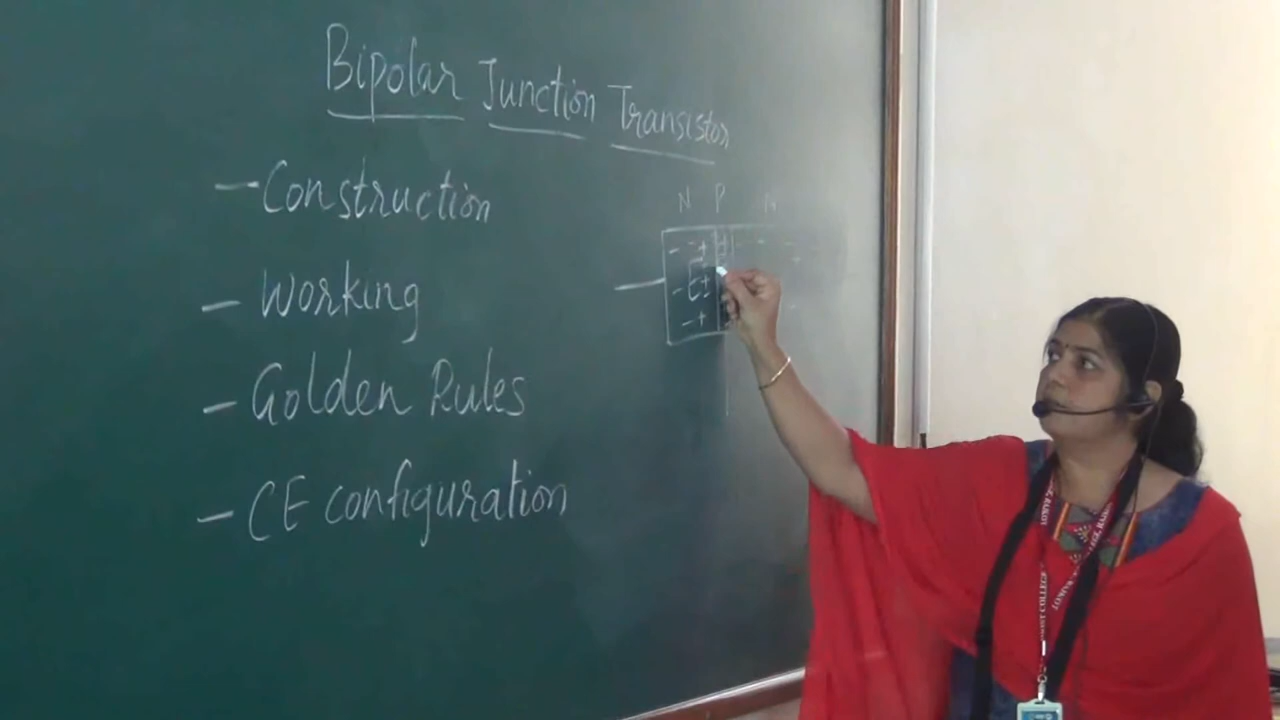 Bipolar Junction Transistor
- Construction
- Working
- Golden Rules
- CE configuration
N P N